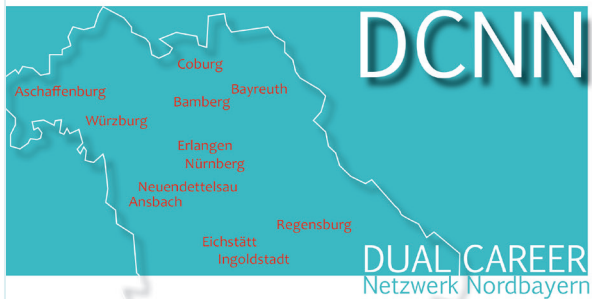 DCNN
Coburg
Aschaffenburg
Bayreuth
Bamberg
Würzburg
Erlangen
Nürnberg
Neuendettelsau
Ansbach
Regensburg
Eichstätt
Ingoldstadt
DUAL CAREER
Netzwerk Nordbayern